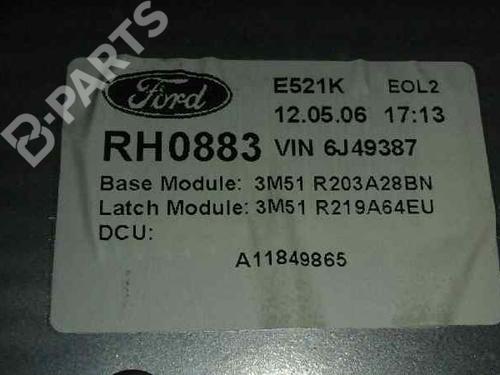 B-PARTS
Ford
E521K EOL2
12.05.06 17:13
RH0883 VIN 6J49387
Base Module: 3M51 R203A28BN
Latch Module: 3M51 R219A64EU
DCU:
A11849865
B-PARTS